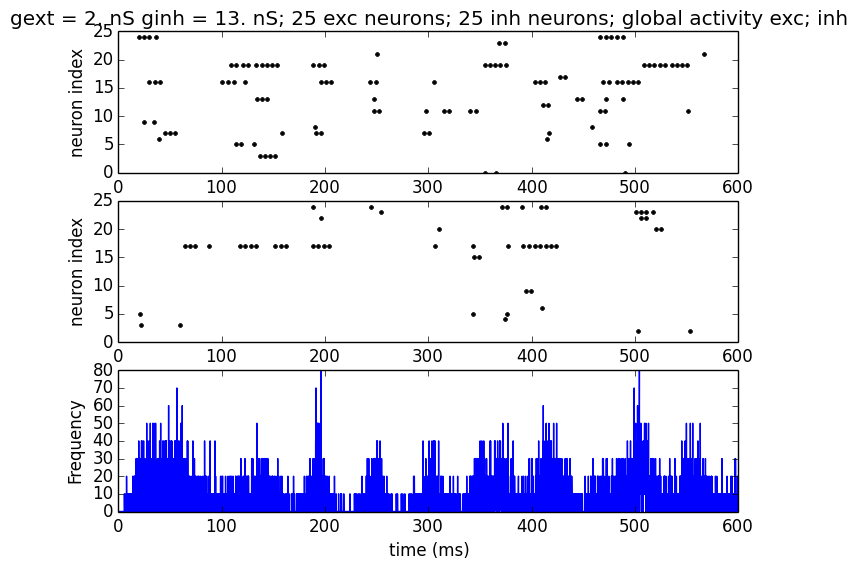 gext = 2. nS ginh = 13. nS; 25 exc neurons; 25 inh neurons; global activity exc; inh
25
20
15
10
5
0
neuron index
0 100 200 300 400 500 600
25
20
15
10
5
0
neuron index
0 100 200 300 400 500 600
80
70
60
50
40
30
20
10
0
Frequency
0 100 200 300 400 500 600
time (ms)